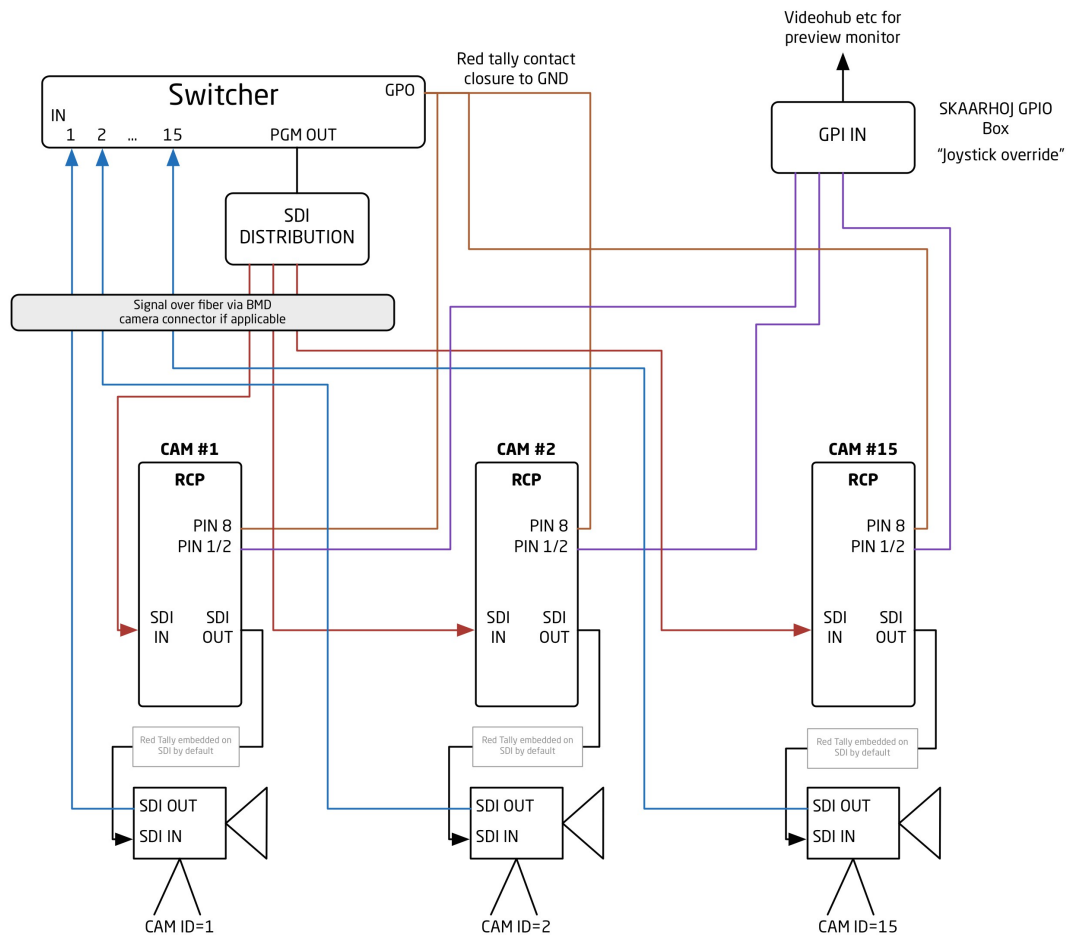 Videohub etc for
preview monitor
Red tally contact
closure to GND
Switcher
GPO
IN
1 2 ... 15 PGM OUT
GPI IN
SKAARHOJ GPIO
Box
“Joystick override”
SDI
DISTRIBUTION
Signal over fiber via BMD
camera connector if applicable
CAM #1
RCP
PIN 8
PIN 1/2
SDI IN
SDI OUT
CAM #2
RCP
PIN 8
PIN 1/2
SDI IN
SDI OUT
CAM #15
RCP
PIN 8
PIN 1/2
SDI IN
SDI OUT
Red Tally embedded on
SDI by default
Red Tally embedded on
SDI by default
Red Tally embedded on
SDI by default
SDI OUT
SDI IN
CAM ID=1
SDI OUT
SDI IN
CAM ID=2
SDI OUT
SDI IN
CAM ID=15